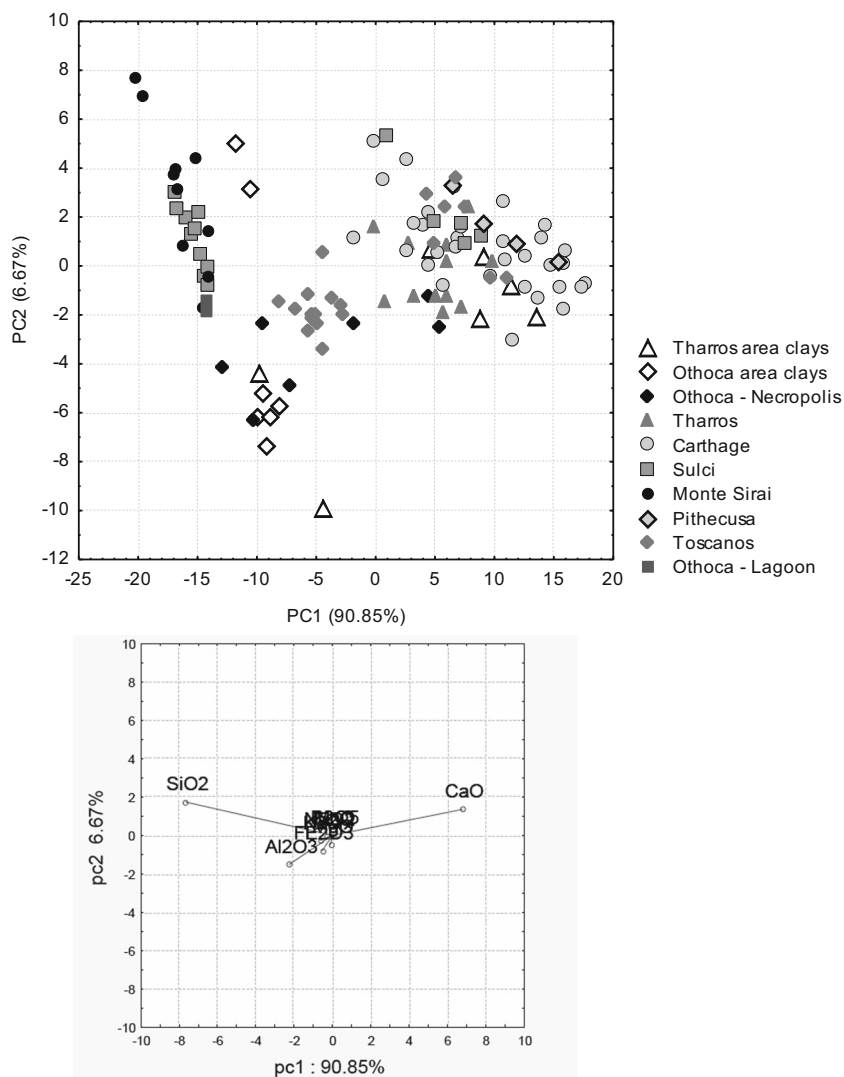 10
8
6
4
2
0
-2
-4
-6
-8
-10
-12
PC2 (6.67%)
-25 -20 -15 -10 -5 0 5 10 15 20
PC1 (90.85%)
Tharros area clays
Othoca area clays
Othoca - Necropolis
Tharros
Carthage
Sulci
Monte Sirai
Pithecusa
Toscanos
Othoca - Lagoon
10
8
6
4
2
0
-2
-4
-6
-8
-10
pc2 6.67%
SiO2
CaO
FE2O3
Al2O3
-10 -8 -6 -4 -2 0 2 4 6 8 10
pc1 : 90.85%